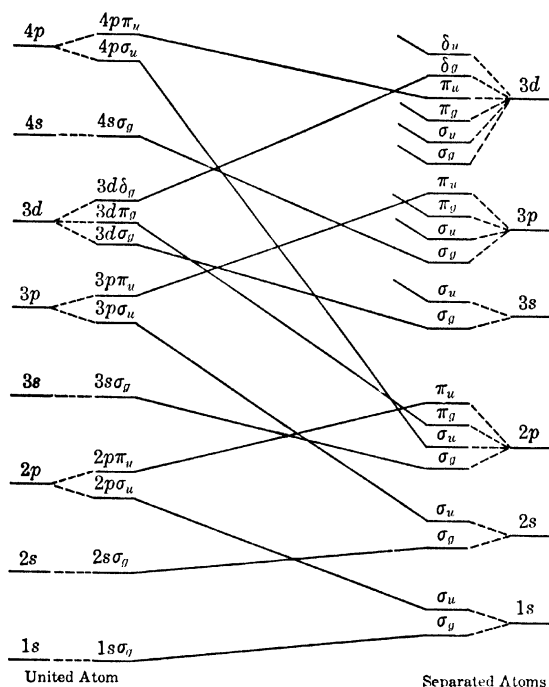 4p 4pπu δu
4pσu δg
πu 3d
πg
4s 4sσg σu
σg
3dδg πu
3d 3dπg πg 3p
3dσg σu
σg
3pπu σu
3p 3pσu σg 3s
3s 3sσg πu
πg
σu 2p
2pπu σg
2p 2pσu
σu
2s 2sσg σg 2s
σu
σg 1s
1s 1sσg
United Atom Separated Atoms